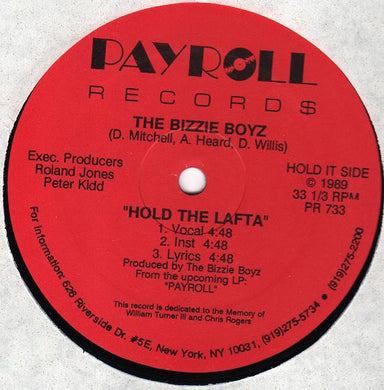 PAYROLL
RECORD$
THE BIZZIE BOYZ
(D. Mitchell, A. Heard, D. Willis)
Exec. Producers
Roland Jones
Peter Kidd
HOLD IT SIDE
© 1989
33 1/3 RPM
PR 733
"HOLD THE LAFTA"
1. Vocal 4:48
2. Inst 4:48
3. Lyrics 4:48
Produced by The Bizzie Boyz
From the upcoming LP:
"PAYROLL"
This record is dedicated to the Memory of
William Turner III and Chris Rogers
For Information: 626 Riverside Dr. #5E, New York, NY 10031, (919)275-5734 • (919)275-2200